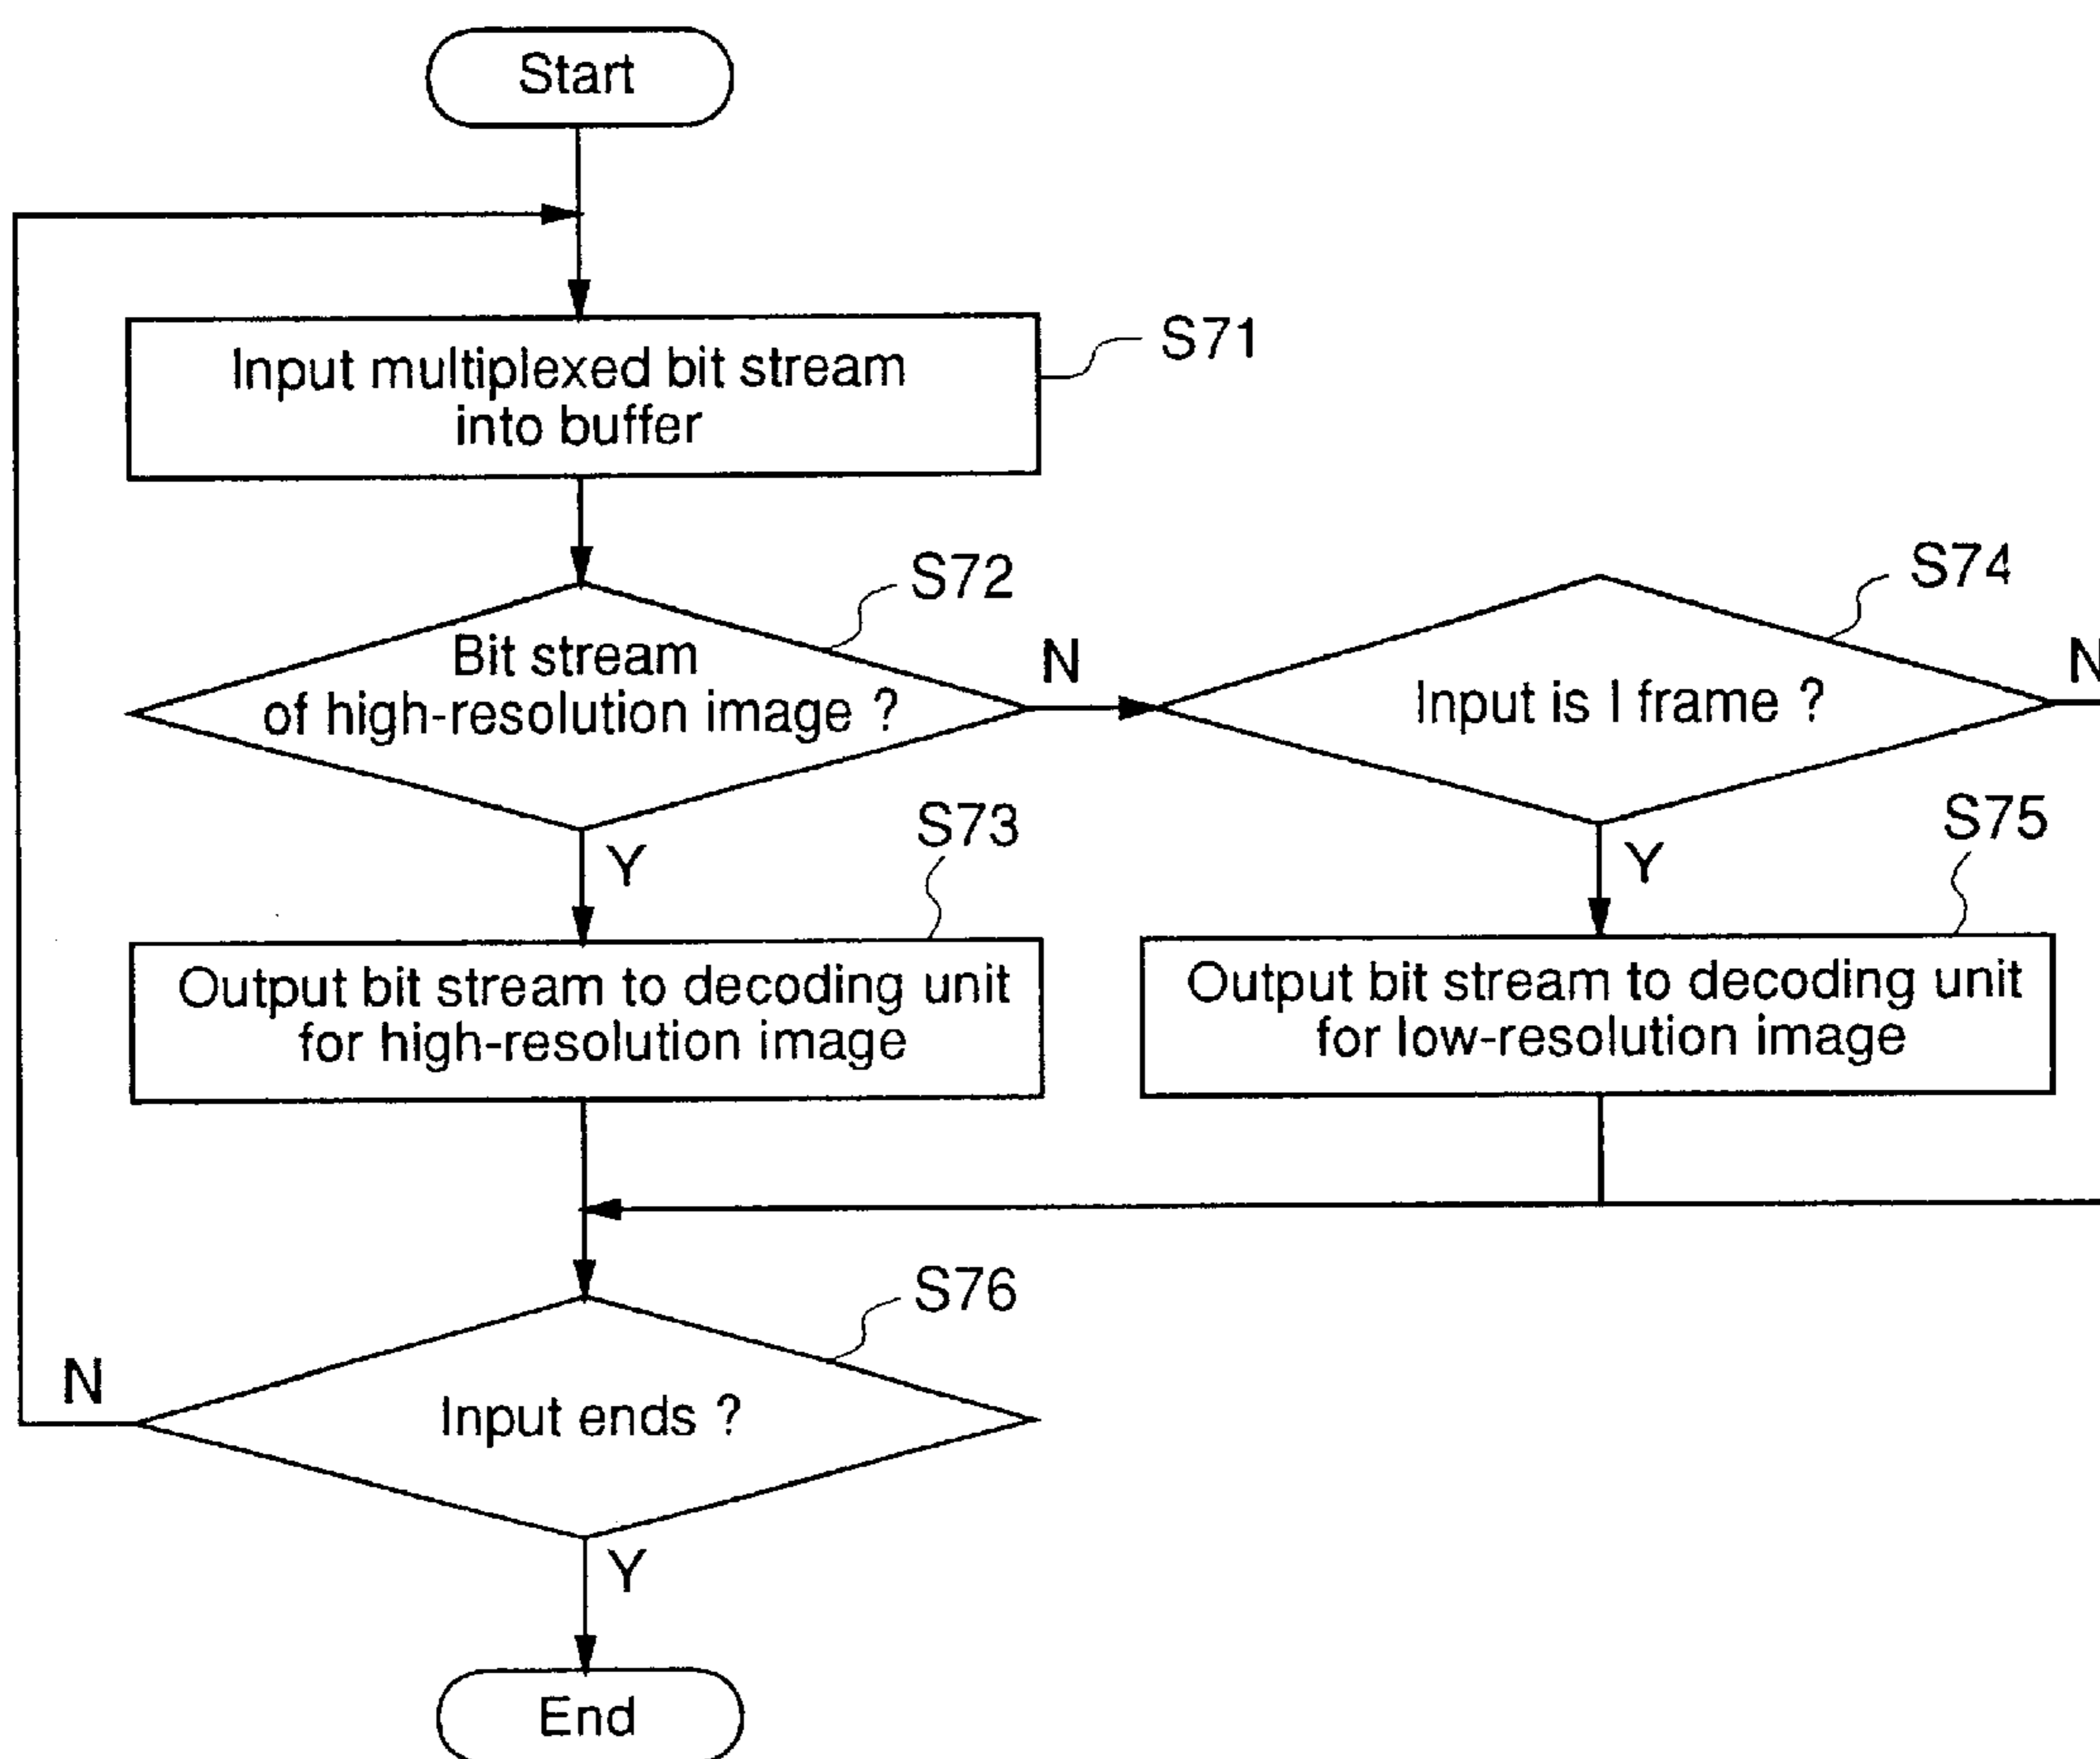 Start
Input multiplexed bit stream
into buffer
S71
Bit stream
of high-resolution image ?
S72
N
Input is I frame ?
S74
N
Y
Output bit stream to decoding unit
for high-resolution image
S73
Y
Output bit stream to decoding unit
for low-resolution image
S75
Input ends ?
S76
N
Y
End